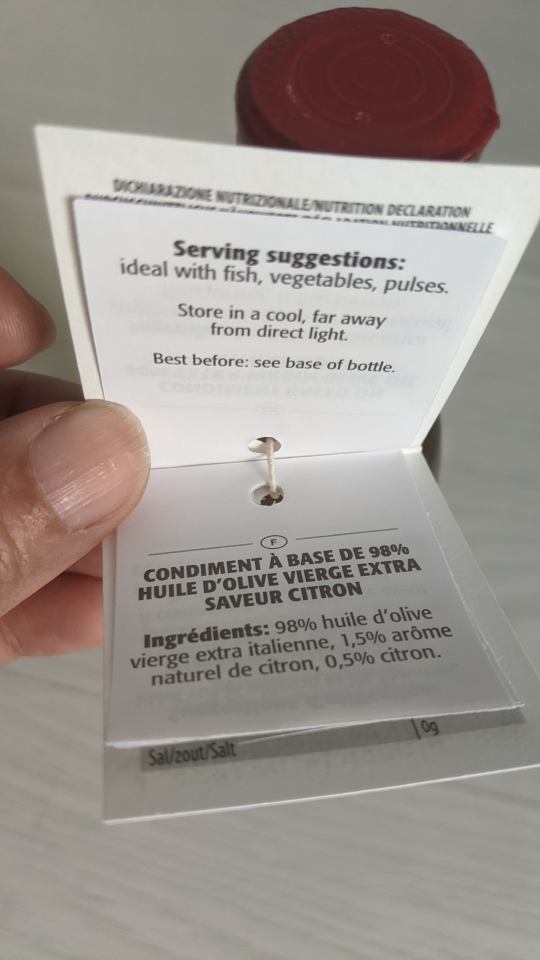 DICHIARAZIONE NUTRIZIONALE/NUTRITION DECLARATION
NUTRITIONNELLE
Serving suggestions:
ideal with fish, vegetables, pulses.
Store in a cool, far away
from direct light.
Best before: see base of bottle.
F
CONDIMENT À BASE DE 98%
HUILE D'OLIVE VIERGE EXTRA
SAVEUR CITRON
Ingrédients: 98% huile d'olive
vierge extra italienne, 1,5% arôme
naturel de citron, 0,5% citron.
Sal/zout/Salt 0g